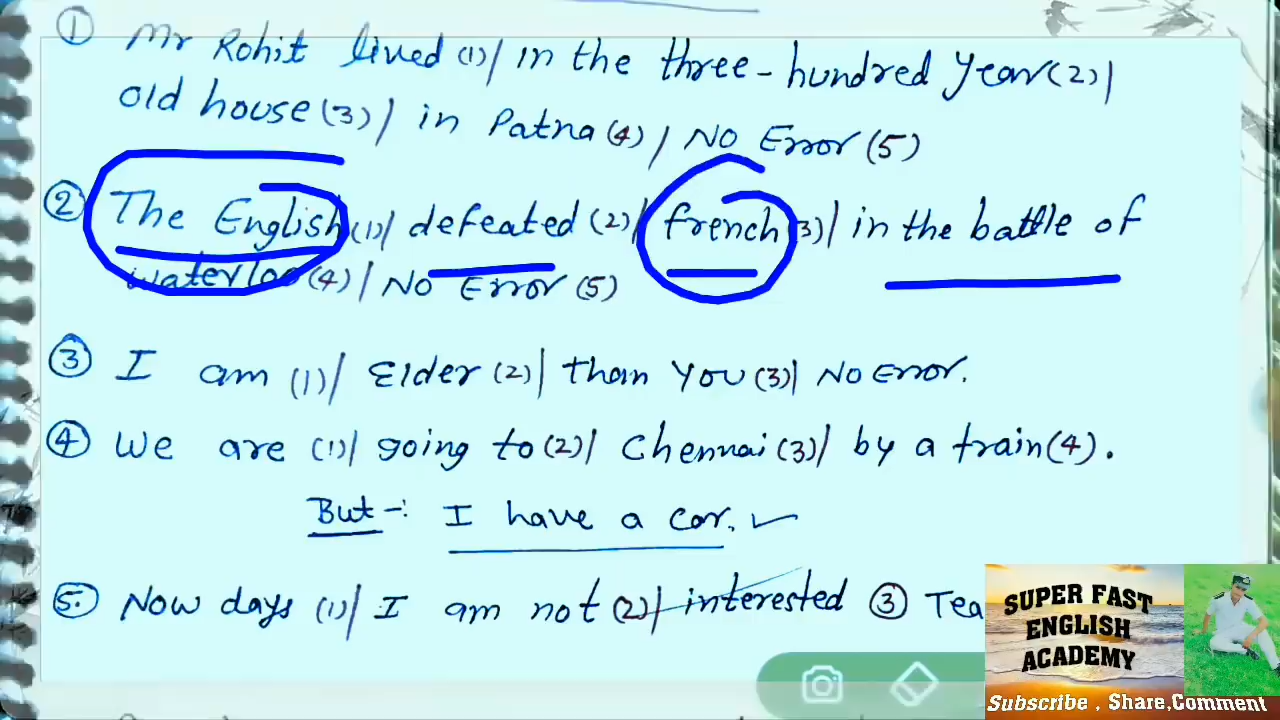 ① Mr Rohit lived (1)/ in the three-hundred year (2)/
old house (3)/ in Patna (4)/ No Error (5)
② The English (1)/ defeated (2)/ french (3)/ in the battle of
waterloo (4)/ No Error (5)
③ I am (1)/ Elder (2)/ than you (3)/ No Error.
④ We are (1)/ going to (2)/ Chennai (3)/ by a train (4).
But -: I have a car. ✓
⑤. Now days (1)/ I am not (2)/ interested ③ Tea
SUPER FAST
ENGLISH
ACADEMY
Subscribe , Share,Comment